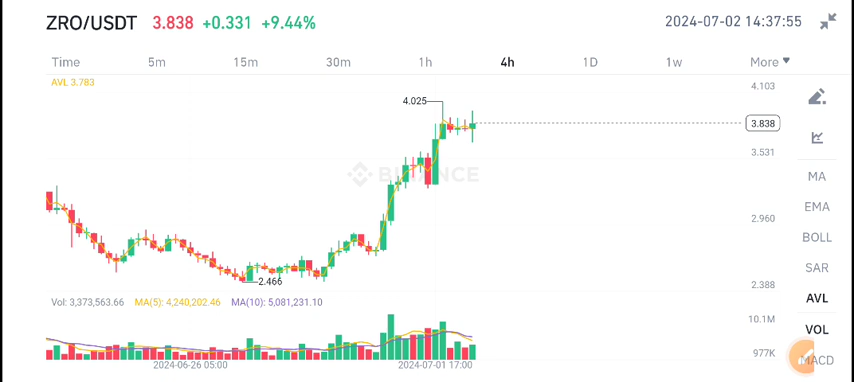 ZRO/USDT 3.838 +0.331 +9.44% 2024-07-02 14:37:55
Time 5m 15m 30m 1h 4h 1D 1w More
AVL 3.783
4.103
4.025
3.838
3.531
BINANCE
MA
EMA
2.960
BOLL
SAR
2.466
2.388
AVL
Vol: 3,373,563.66 MA(5): 4,240,202.46 MA(10): 5,081,231.10
10.1M
VOL
977K
MACD
2024-06-26 05:00 2024-07-01 17:00